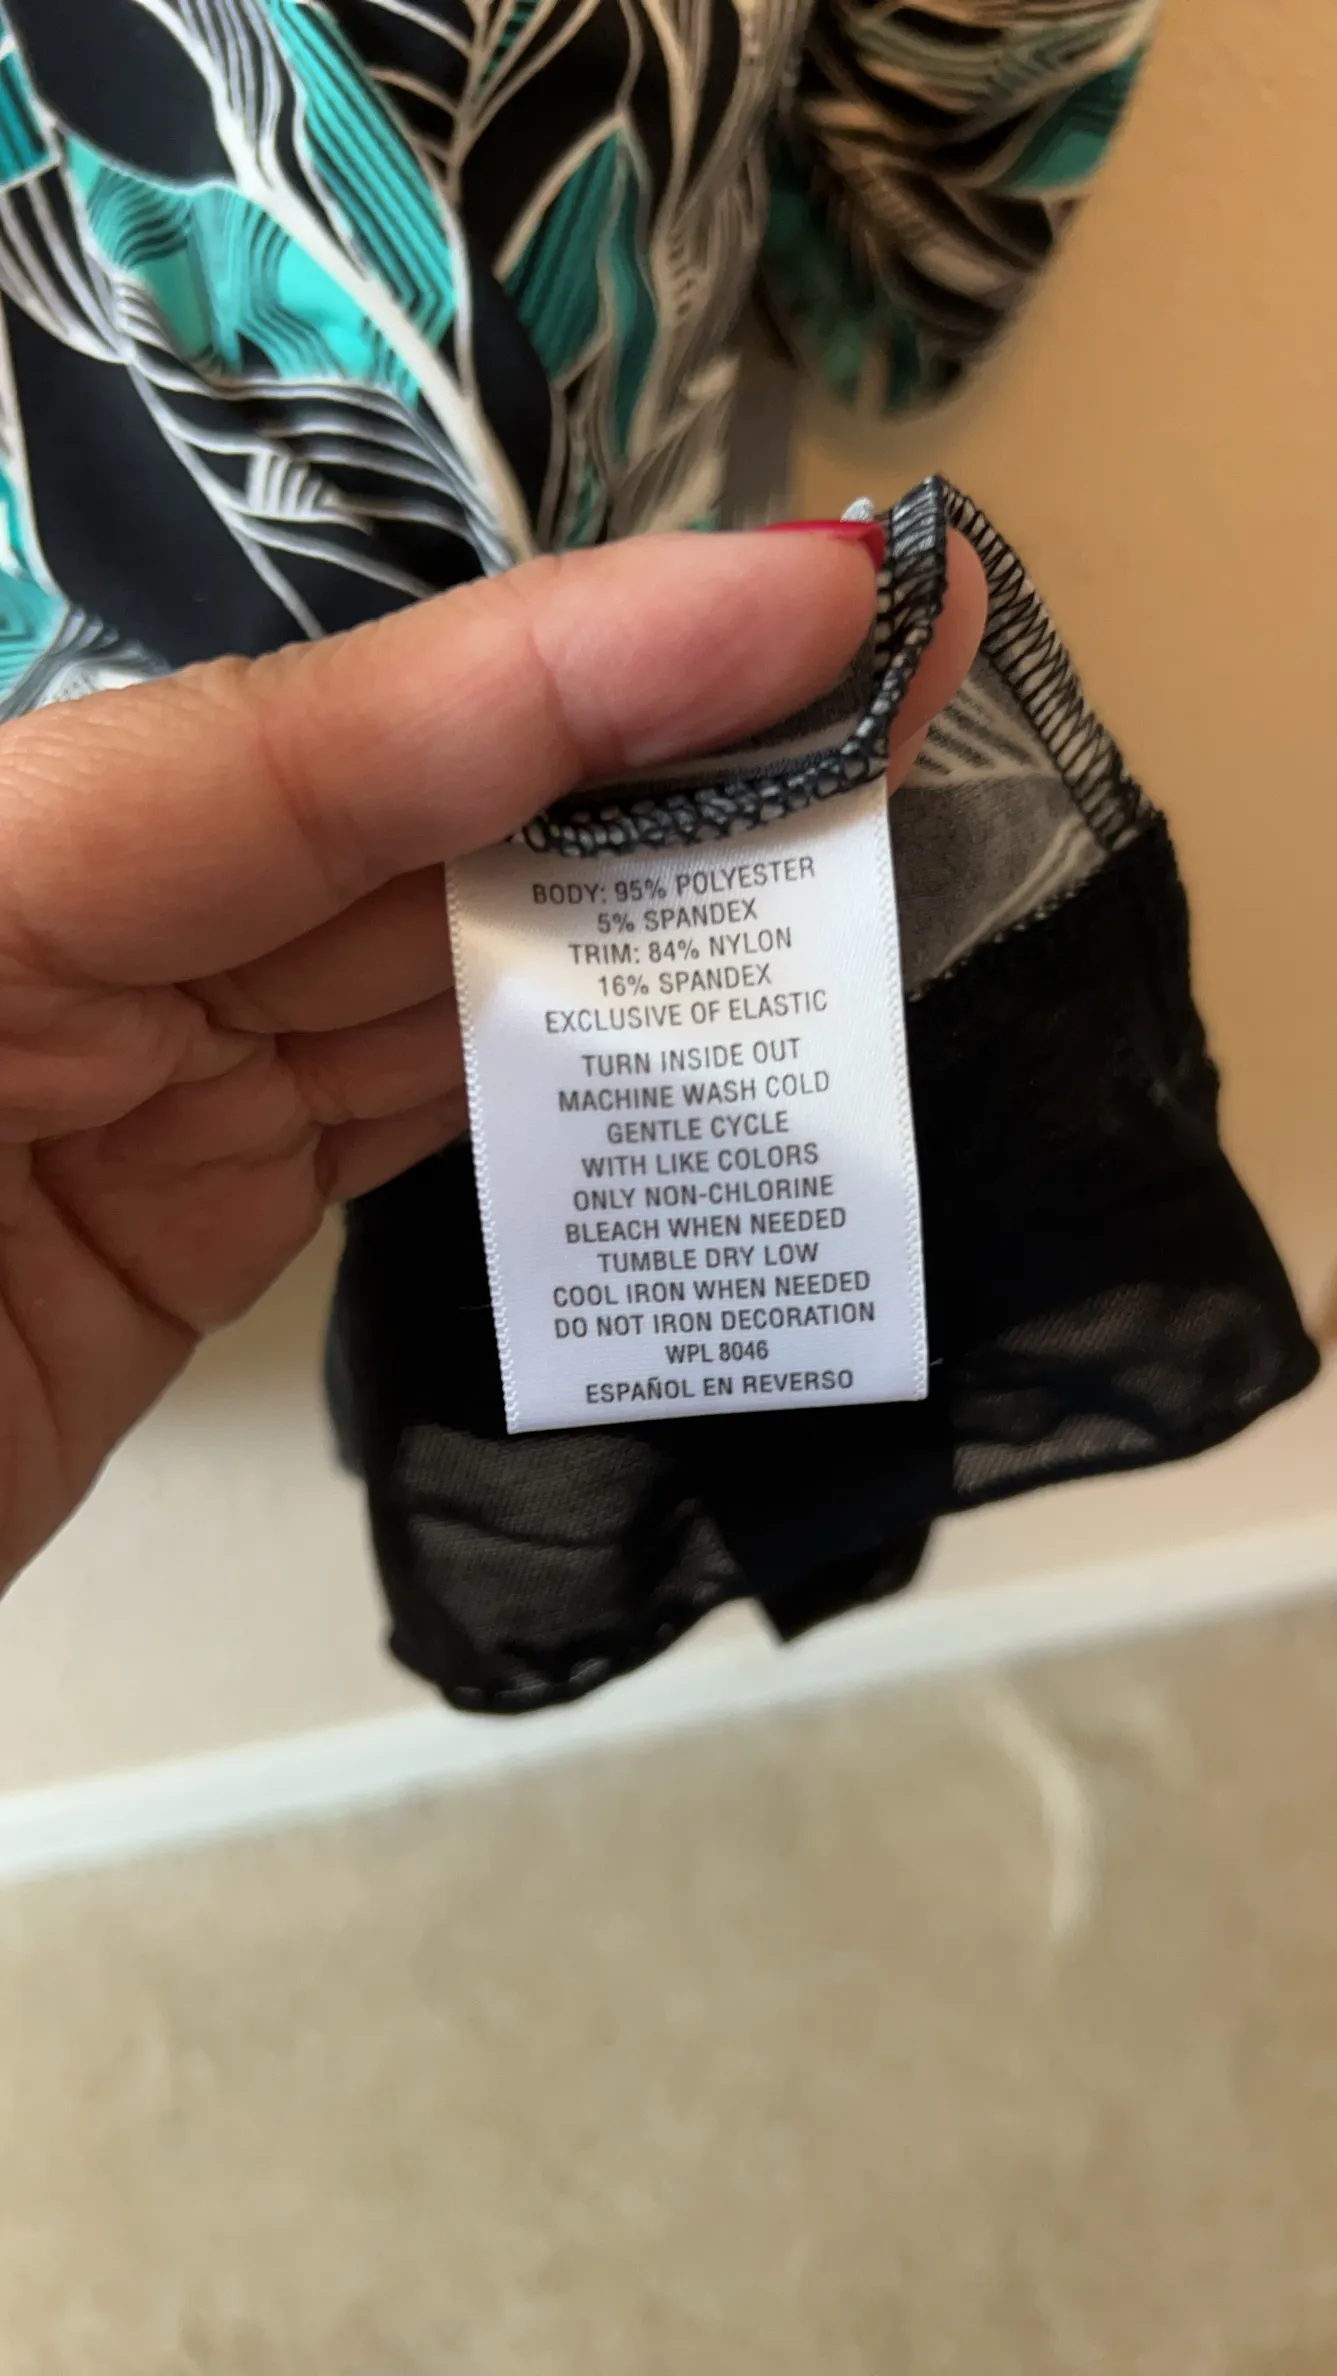 BODY: 95% POLYESTER
5% SPANDEX
TRIM: 84% NYLON
16% SPANDEX
EXCLUSIVE OF ELASTIC
TURN INSIDE OUT
MACHINE WASH COLD
GENTLE CYCLE
WITH LIKE COLORS
ONLY NON-CHLORINE
BLEACH WHEN NEEDED
TUMBLE DRY LOW
COOL IRON WHEN NEEDED
DO NOT IRON DECORATION
WPL 8046
ESPAÑOL EN REVERSO